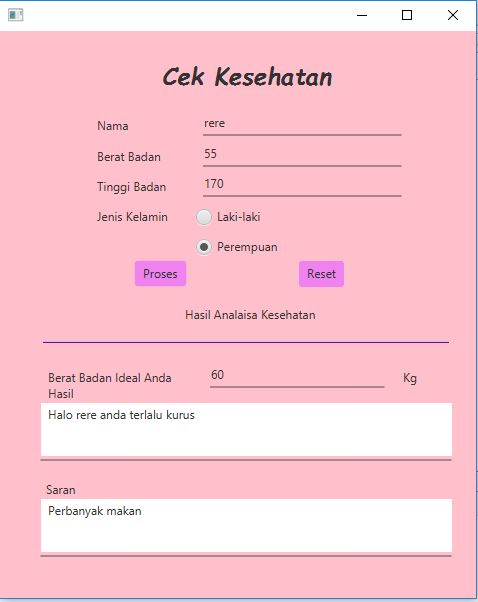 Cek Kesehatan
Nama rere
Berat Badan 55
Tinggi Badan 170
Jenis Kelamin Laki-laki
Perempuan
Proses Reset
Hasil Analaisa Kesehatan
Berat Badan Ideal Anda 60 Kg
Hasil
Halo rere anda terlalu kurus
Saran
Perbanyak makan